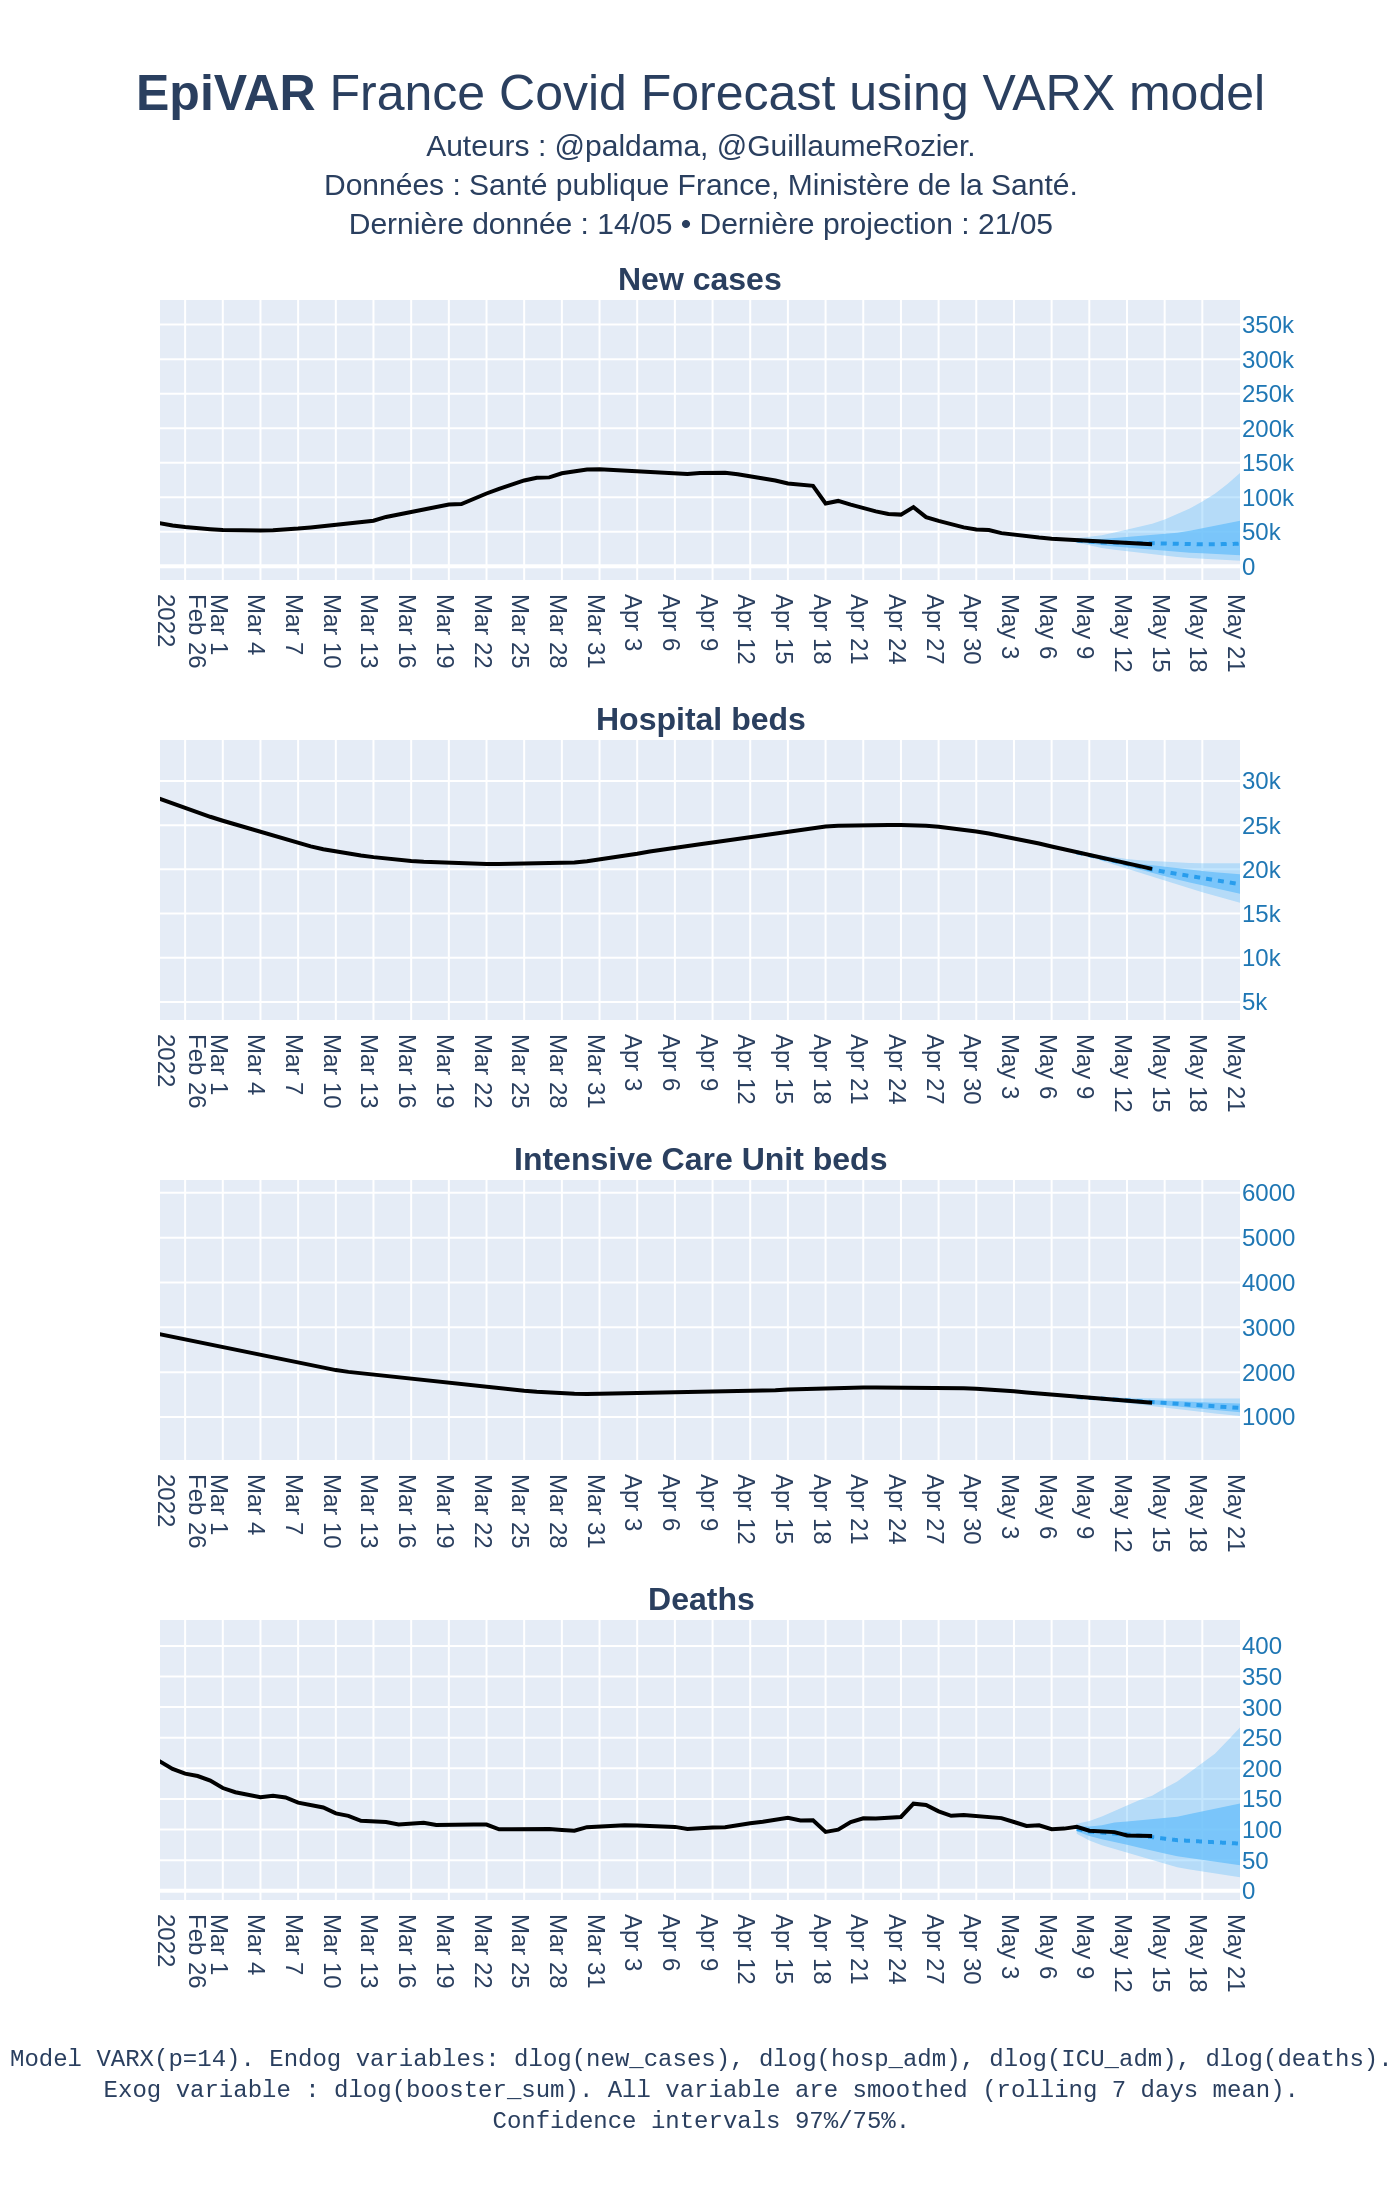 EpiVAR France Covid Forecast using VARX model
Auteurs : @paldama, @GuillaumeRozier.
Données : Santé publique France, Ministère de la Santé.
Dernière donnée : 14/05 • Dernière projection : 21/05
New cases
350k
300k
250k
200k
150k
100k
50k
0
2022
Feb 26
Mar 1
Mar 4
Mar 7
Mar 10
Mar 13
Mar 16
Mar 19
Mar 22
Mar 25
Mar 28
Mar 31
Apr 3
Apr 6
Apr 9
Apr 12
Apr 15
Apr 18
Apr 21
Apr 24
Apr 27
Apr 30
May 3
May 6
May 9
May 12
May 15
May 18
May 21
Hospital beds
30k
25k
20k
15k
10k
5k
2022
Feb 26
Mar 1
Mar 4
Mar 7
Mar 10
Mar 13
Mar 16
Mar 19
Mar 22
Mar 25
Mar 28
Mar 31
Apr 3
Apr 6
Apr 9
Apr 12
Apr 15
Apr 18
Apr 21
Apr 24
Apr 27
Apr 30
May 3
May 6
May 9
May 12
May 15
May 18
May 21
Intensive Care Unit beds
6000
5000
4000
3000
2000
1000
2022
Feb 26
Mar 1
Mar 4
Mar 7
Mar 10
Mar 13
Mar 16
Mar 19
Mar 22
Mar 25
Mar 28
Mar 31
Apr 3
Apr 6
Apr 9
Apr 12
Apr 15
Apr 18
Apr 21
Apr 24
Apr 27
Apr 30
May 3
May 6
May 9
May 12
May 15
May 18
May 21
Deaths
400
350
300
250
200
150
100
50
0
2022
Feb 26
Mar 1
Mar 4
Mar 7
Mar 10
Mar 13
Mar 16
Mar 19
Mar 22
Mar 25
Mar 28
Mar 31
Apr 3
Apr 6
Apr 9
Apr 12
Apr 15
Apr 18
Apr 21
Apr 24
Apr 27
Apr 30
May 3
May 6
May 9
May 12
May 15
May 18
May 21
Model VARX(p=14). Endog variables: dlog(new_cases), dlog(hosp_adm), dlog(ICU_adm), dlog(deaths).
Exog variable : dlog(booster_sum). All variable are smoothed (rolling 7 days mean).
Confidence intervals 97%/75%.